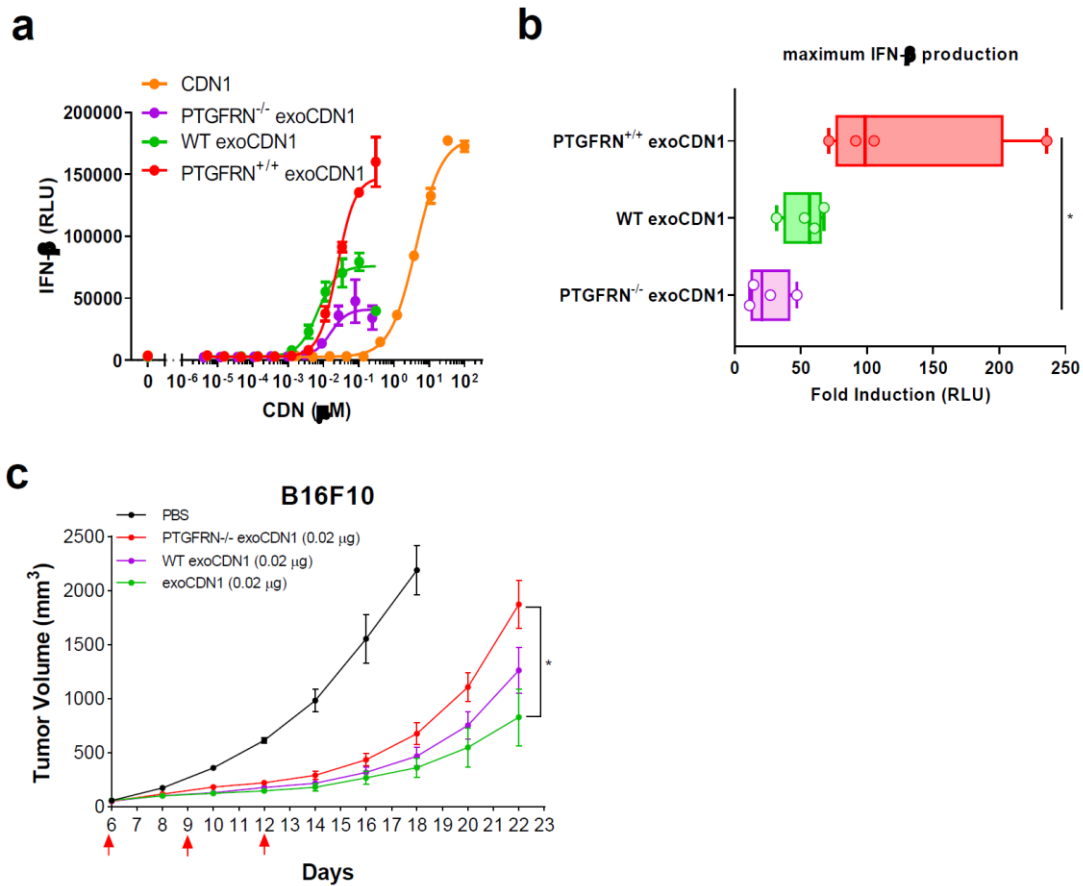 a
CDN1
PTGFRN-/- exoCDN1
WT exoCDN1
PTGFRN+/+ exoCDN1
IFN-β (RLU)
200000
150000
100000
50000
0
0 10-6 10-5 10-4 10-3 10-2 10-1 100 101 102
CDN (μM)
b
maximum IFN-β production
PTGFRN+/+ exoCDN1
WT exoCDN1
PTGFRN-/- exoCDN1
*
0 50 100 150 200 250
Fold Induction (RLU)
c
B16F10
PBS
PTGFRN-/- exoCDN1 (0.02 μg)
WT exoCDN1 (0.02 μg)
exoCDN1 (0.02 μg)
Tumor Volume (mm3)
2500
2000
1500
1000
500
0
*
6 7 8 9 10 11 12 13 14 15 16 17 18 19 20 21 22 23
Days